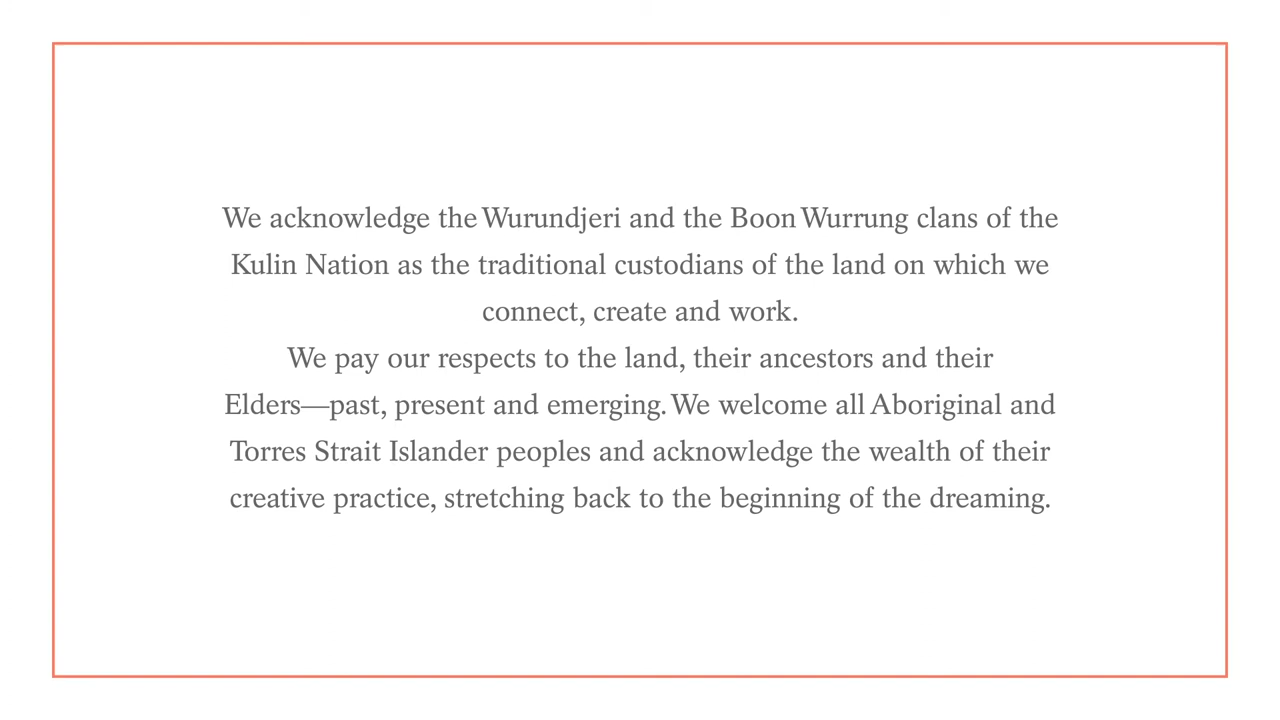 We acknowledge the Wurundjeri and the Boon Wurrung clans of the
Kulin Nation as the traditional custodians of the land on which we
connect, create and work.
We pay our respects to the land, their ancestors and their
Elders—past, present and emerging. We welcome all Aboriginal and
Torres Strait Islander peoples and acknowledge the wealth of their
creative practice, stretching back to the beginning of the dreaming.